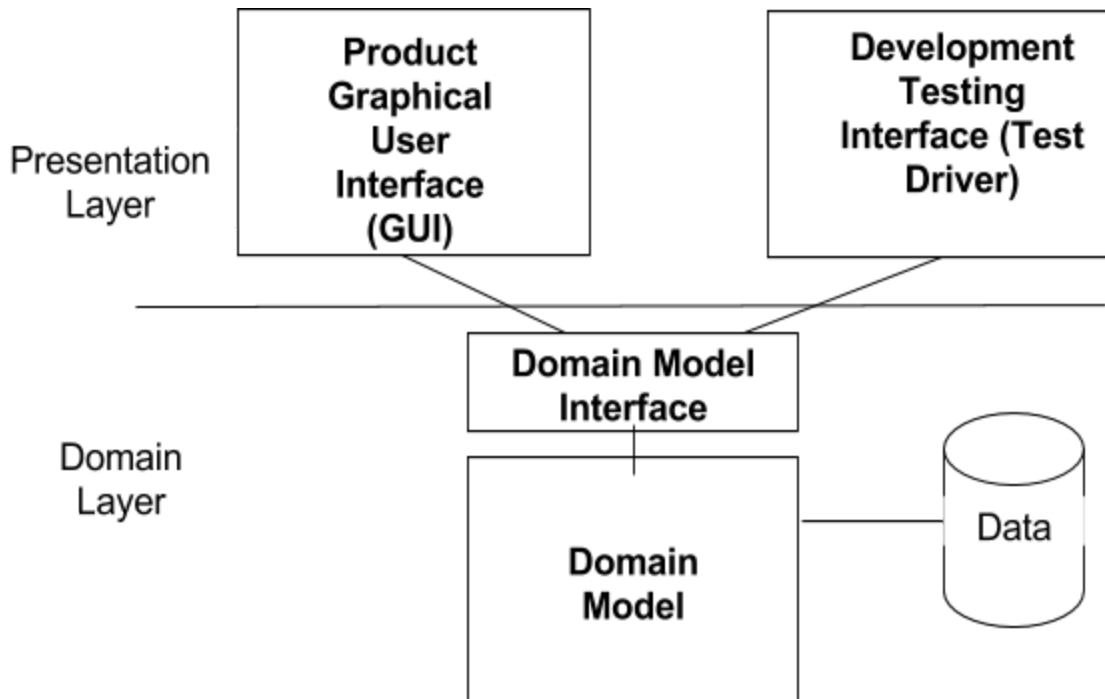 Product
Graphical
User
Interface
(GUI)
Development
Testing
Interface (Test
Driver)
Presentation
Layer
Domain Model
Interface
Domain
Layer
Domain
Model
Data